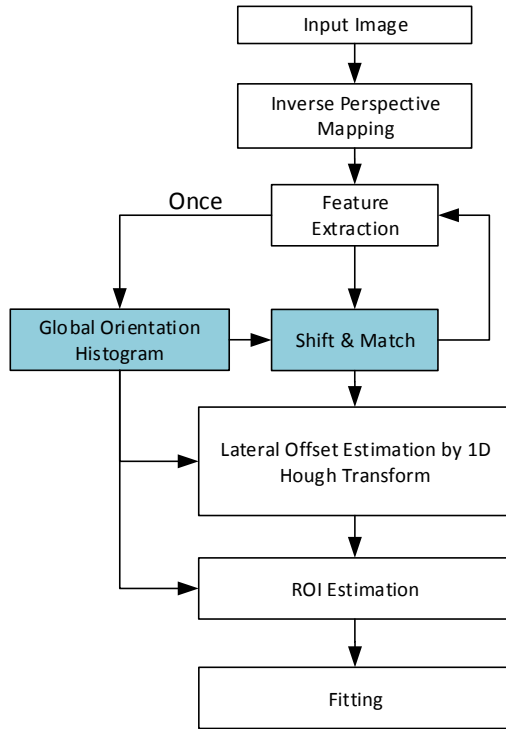 Input Image
Inverse Perspective
Mapping
Once
Feature
Extraction
Global Orientation
Histogram
Shift & Match
Lateral Offset Estimation by 1D
Hough Transform
ROI Estimation
Fitting